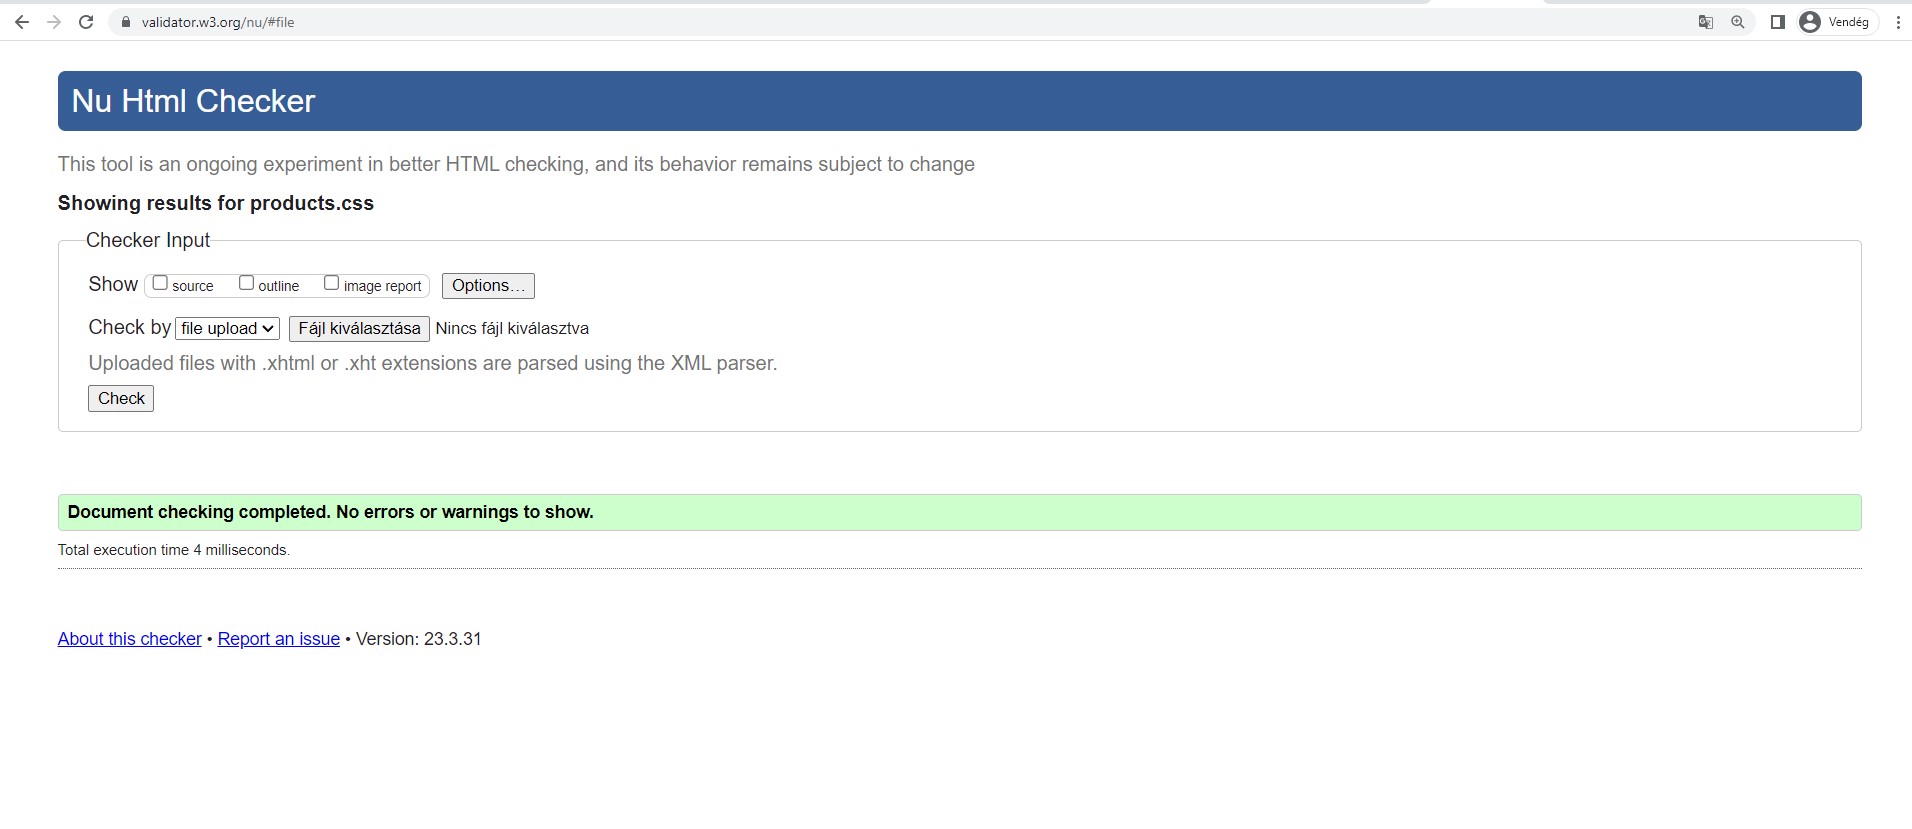 validator.w3.org/nu/#file
Vendég
Nu Html Checker
This tool is an ongoing experiment in better HTML checking, and its behavior remains subject to change
Showing results for products.css
Checker Input
Show source outline image report Options…
Check by file upload Fájl kiválasztása Nincs fájl kiválasztva
Uploaded files with .xhtml or .xht extensions are parsed using the XML parser.
Check
Document checking completed. No errors or warnings to show.
Total execution time 4 milliseconds.
About this checker • Report an issue • Version: 23.3.31